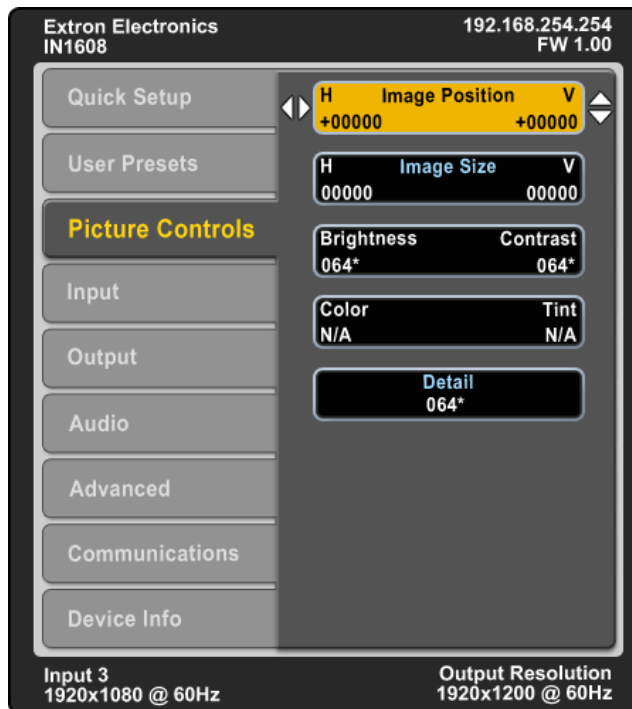 Extron Electronics 192.168.254.254
IN1608 FW 1.00
Quick Setup
User Presets
Picture Controls
Input
Output
Audio
Advanced
Communications
Device Info
H Image Position V
+00000 +00000
H Image Size V
00000 00000
Brightness Contrast
064* 064*
Color Tint
N/A N/A
Detail
064*
Input 3 Output Resolution
1920x1080 @ 60Hz 1920x1200 @ 60Hz